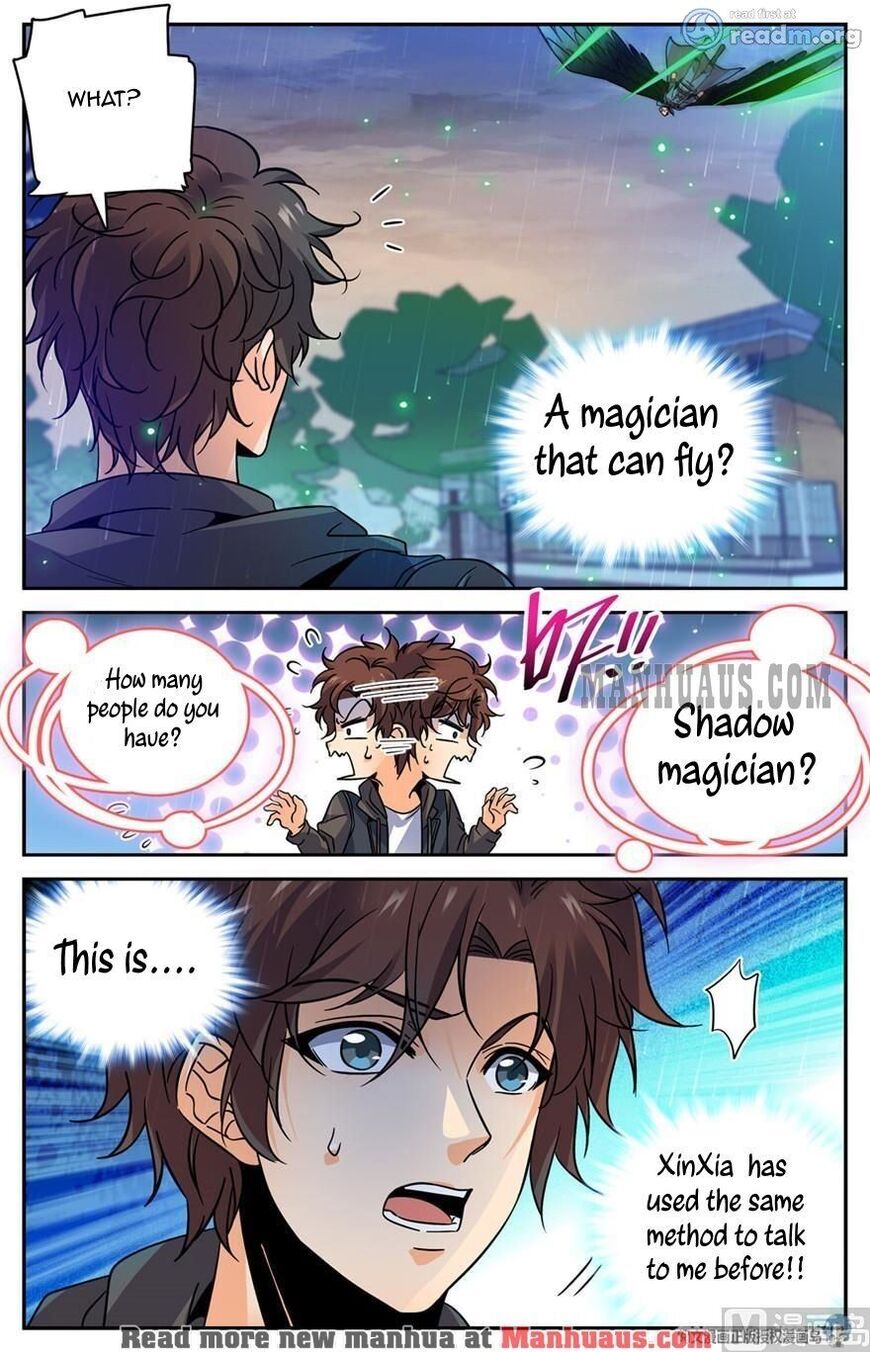 read first at
readm.org
WHAT?
A magician
that can fly?
MANHUAUS.COM
How many
people do you
have?
Shadow
magician?
This is....
XinXia has
used the same
method to talk
to me before!!
Read more new manhua at Manhuaus.com